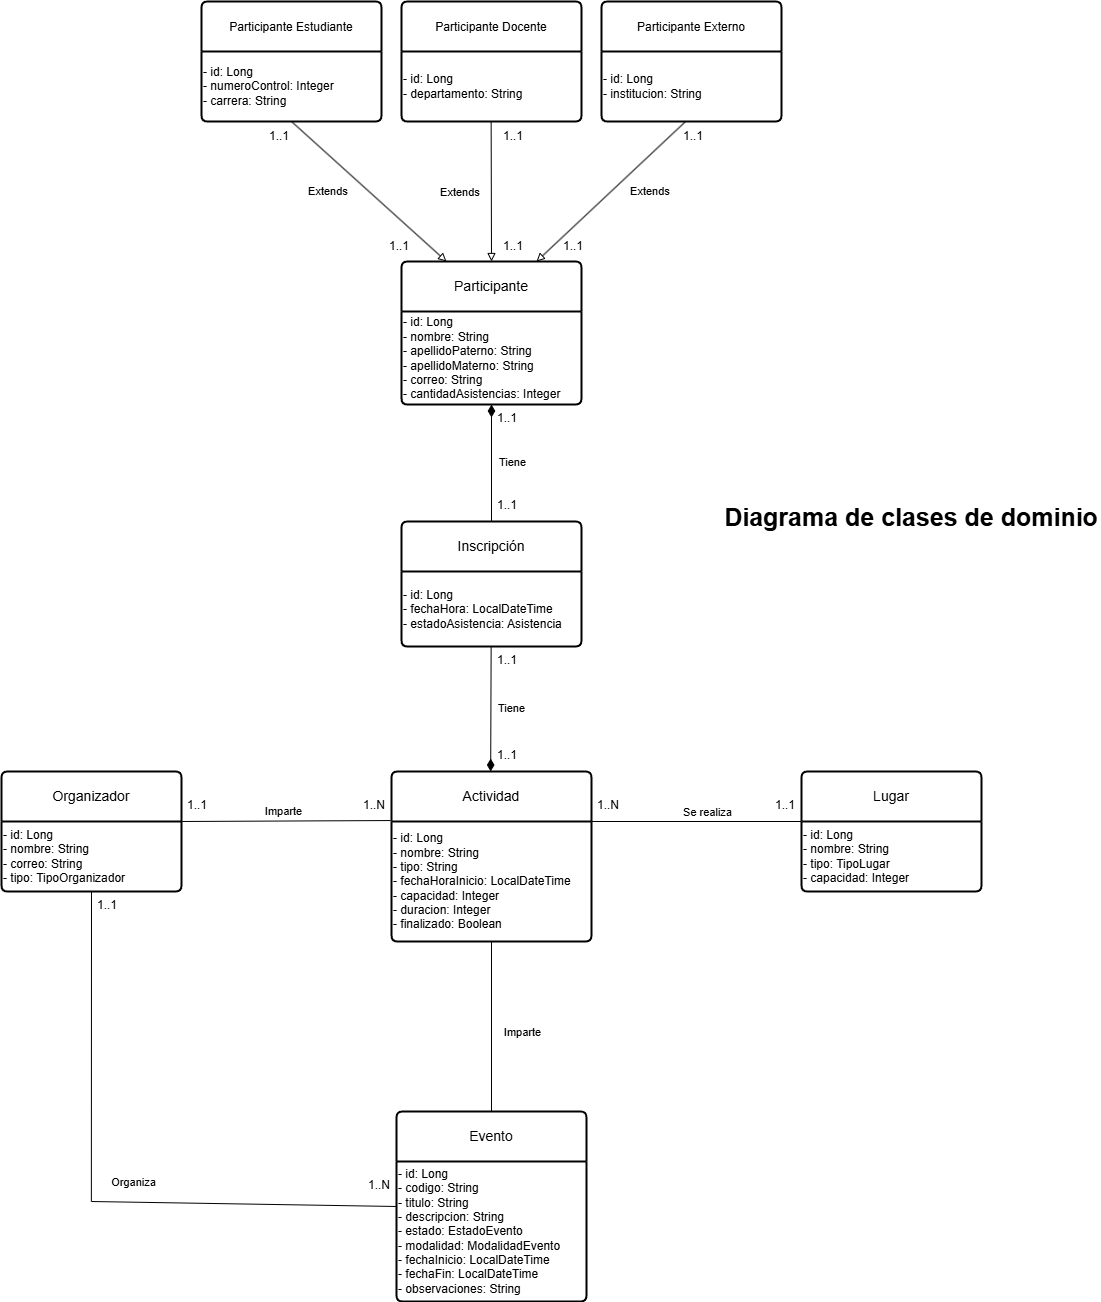 Participante Estudiante
- id: Long
- numeroControl: Integer
- carrera: String
Participante Docente
- id: Long
- departamento: String
Participante Externo
- id: Long
- institucion: String
1..1
1..1
1..1
Extends
Extends
Extends
1..1
1..1
1..1
Participante
- id: Long
- nombre: String
- apellidoPaterno: String
- apellidoMaterno: String
- correo: String
- cantidadAsistencias: Integer
1..1
Tiene
1..1
Diagrama de clases de dominio
Inscripción
- id: Long
- fechaHora: LocalDateTime
- estadoAsistencia: Asistencia
1..1
Tiene
1..1
Organizador
- id: Long
- nombre: String
- correo: String
- tipo: TipoOrganizador
1..1
Imparte
1..N
Actividad
- id: Long
- nombre: String
- tipo: String
- fechaHoraInicio: LocalDateTime
- capacidad: Integer
- duracion: Integer
- finalizado: Boolean
1..N
Se realiza
1..1
Lugar
- id: Long
- nombre: String
- tipo: TipoLugar
- capacidad: Integer
1..1
Imparte
Organiza
1..N
Evento
- id: Long
- codigo: String
- titulo: String
- descripcion: String
- estado: EstadoEvento
- modalidad: ModalidadEvento
- fechaInicio: LocalDateTime
- fechaFin: LocalDateTime
- observaciones: String